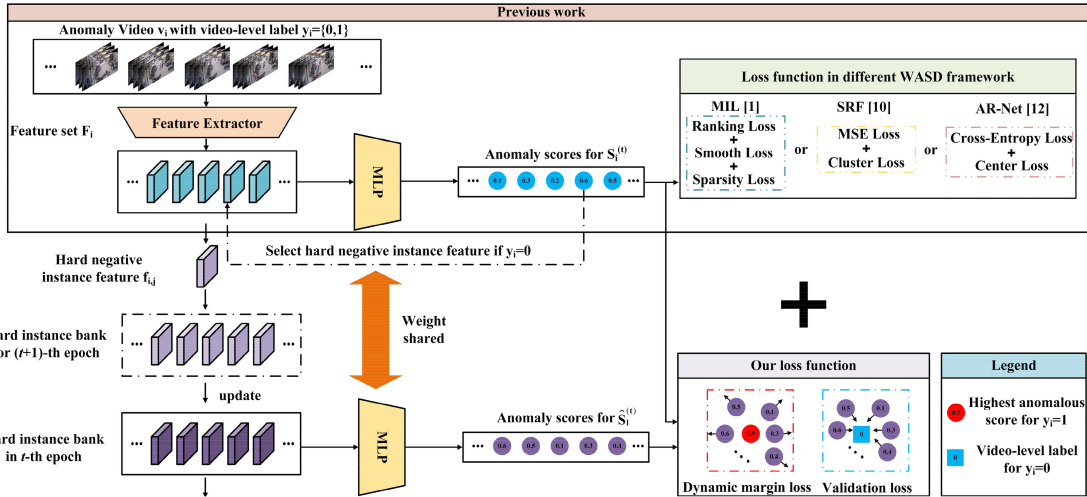 Previous work
Anomaly Video vᵢ with video-level label yᵢ={0,1}
... ...
Feature Extractor
Feature set Fᵢ
... ...
MLP
Anomaly scores for Sᵢ⁽ᵗ⁾
... 0.1 0.3 0.2 0.6 0.5 ...
Loss function in different WASD framework
MIL [1] SRF [10] AR-Net [12]
Ranking Loss
+
Smooth Loss
+
Sparsity Loss
or
MSE Loss
+
Cluster Loss
or
Cross-Entropy Loss
+
Center Loss
Select hard negative instance feature if yᵢ=0
Hard negative
instance feature fᵢ,ⱼ
Weight
shared
+
ard instance bank
or (t+1)-th epoch
... ...
update
ard instance bank
in t-th epoch
... ...
MLP
Anomaly scores for Ŝᵢ⁽ᵗ⁾
... 0.6 0.5 0.1 0.3 0.4 ...
Our loss function
0.5 0.1
0.6 0.9 0.3
0.4
...
Dynamic margin loss
0.5 0.1
0.6 0 0.3
0.4
...
Validation loss
Legend
0.9 Highest anomalous
score for yᵢ=1
0 Video-level label
for yᵢ=0